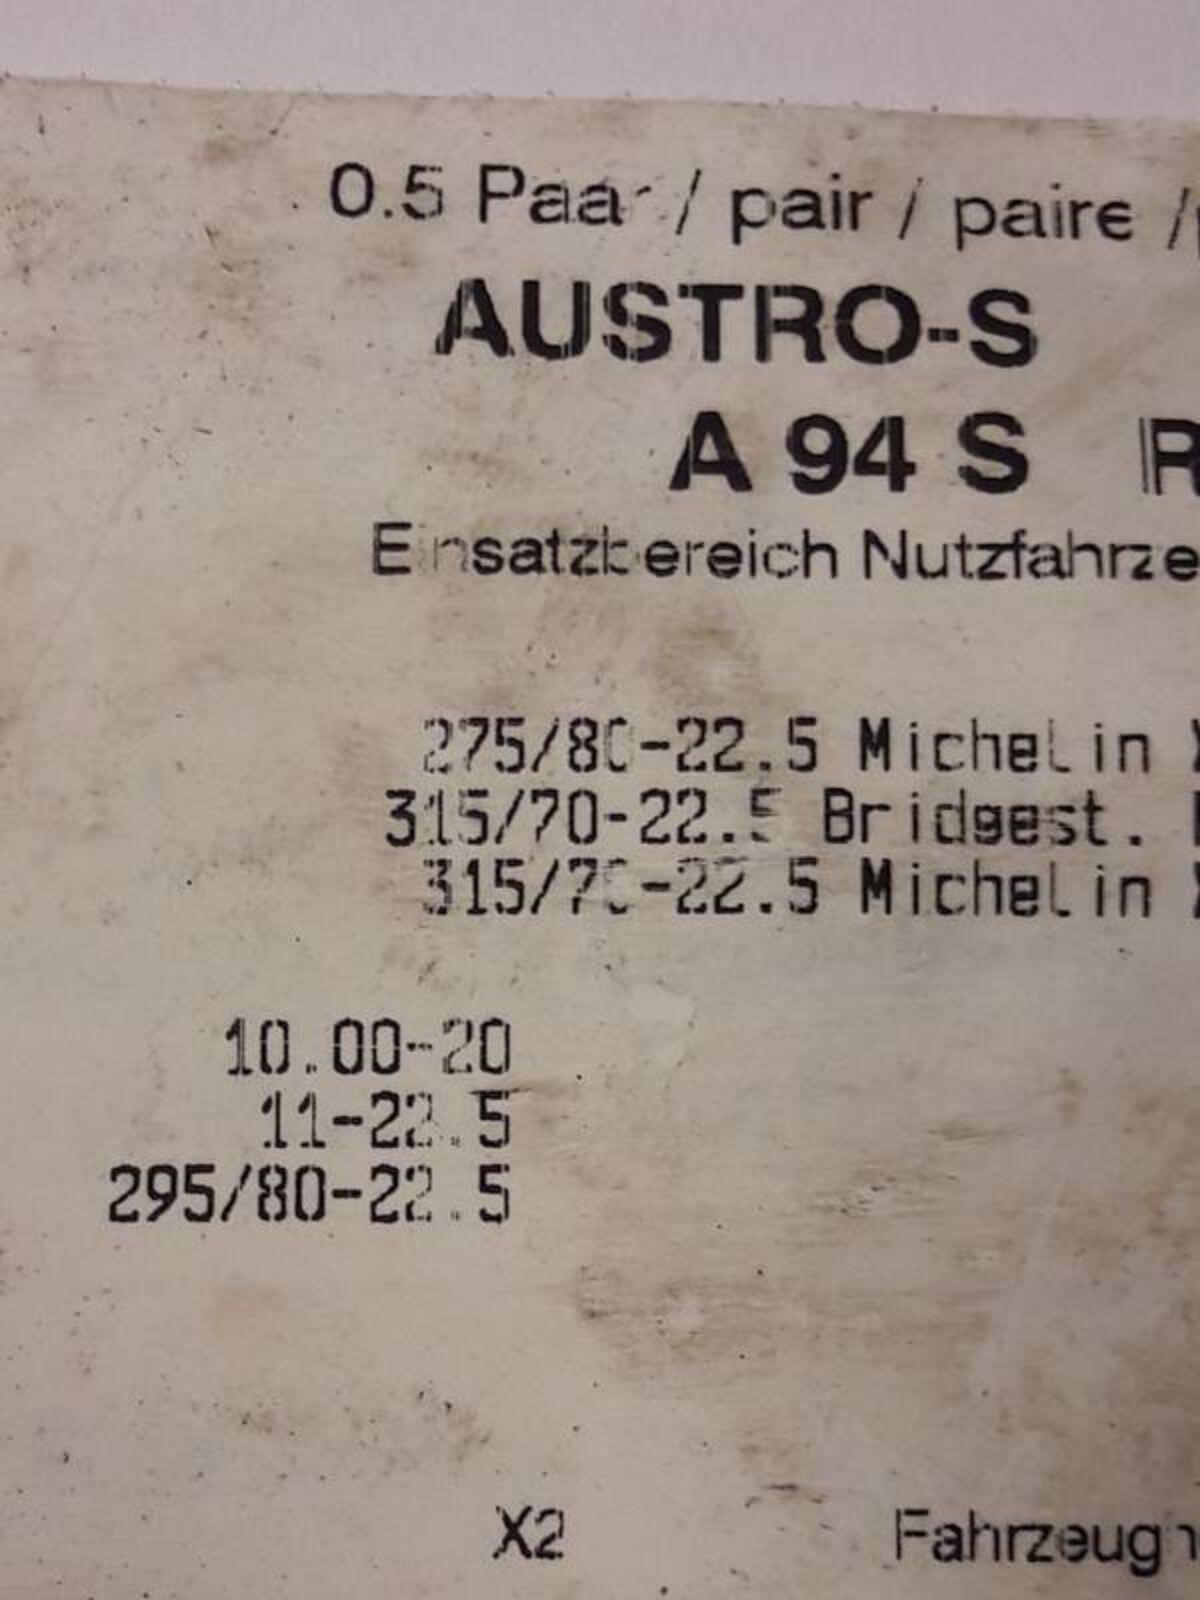 0.5 Paar / pair / paire /
AUSTRO-S
A 94 S R
Einsatzbereich Nutzfahrze
275/80-22.5 Michelin X
315/70-22.5 Bridgest.
315/70-22.5 Michelin X
10.00-20
11-22.5
295/80-22.5
X2 Fahrzeug